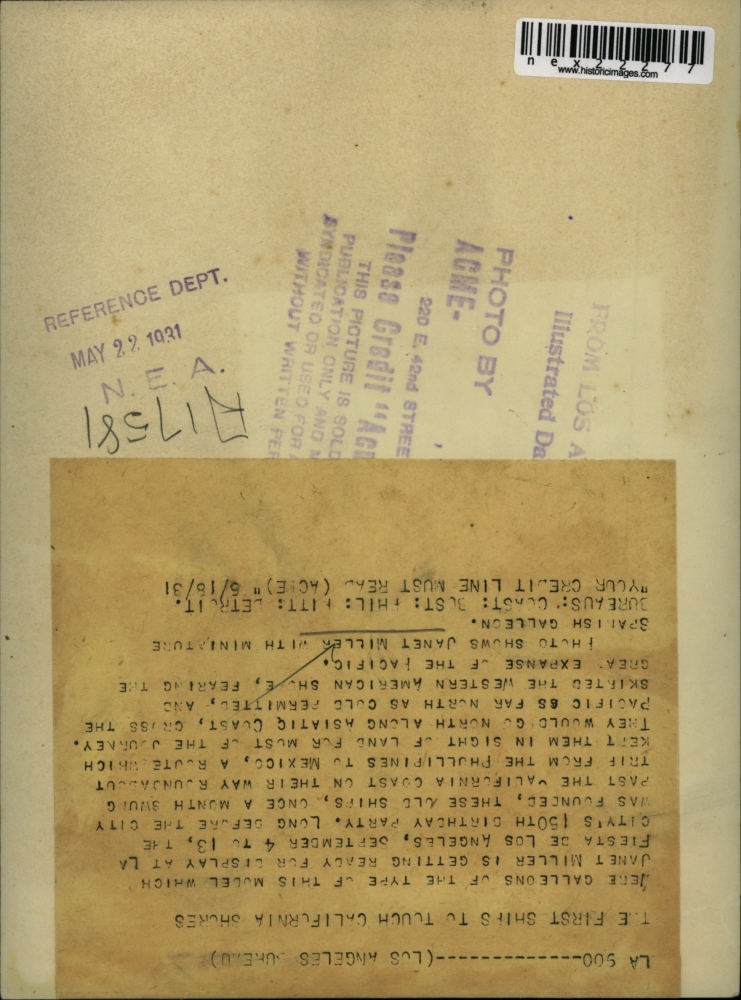 nex22277
www.historicimages.com
REFERENCE DEPT.
MAY 22 1931
N. E. A.
A17581
FROM LOS A
Illustrated Da
PHOTO BY
ACME-
220 E. 42nd STREE
Please Credit "ACM
THIS PICTURE IS SOLD
PUBLICATION ONLY AND
SYNDICATED OR USED FOR
WITHOUT WRITTEN PER
LA 900---------------(LOS ANGELES BUREAU)
THE FIRST SHIPS TO TOUCH CALIFORNIA SHORES
WERE GALLEONS OF THE TYPE OF THIS MODEL WHICH
JANET MILLER IS GETTING READY FOR DISPLAY AT LA
FIESTA DE LOS ANGELES, SEPTEMBER 4 TO 13, THE
CITY'S 150TH BIRTHDAY PARTY. LONG BEFORE THE CITY
WAS FOUNDED, THESE OLD SHIPS, ONCE A MONTH SWUNG
PAST THE CALIFORNIA COAST ON THEIR WAY ROUNDABOUT
TRIP FROM THE PHILLIPINES TO MEXICO, A ROUTE WHICH
KEPT THEM IN SIGHT OF LAND FOR MOST OF THE JOURNEY.
THEY WOULD GO NORTH ALONG ASIATIC COAST, CROSS THE
PACIFIC AS FAR NORTH AS COLD PERMITTED, AND
SKIRTED THE WESTERN AMERICAN SHORE, FEARING THE
GREAT EXPANSE OF THE PACIFIC.
PHOTO SHOWS JANET MILLER WITH MINIATURE
SPANISH GALLEON.
BUREAUS: COAST: BOST: PHIL: PITT: DETROIT.
"YOUR CREDIT LINE MUST READ (ACME)" 5/16/31